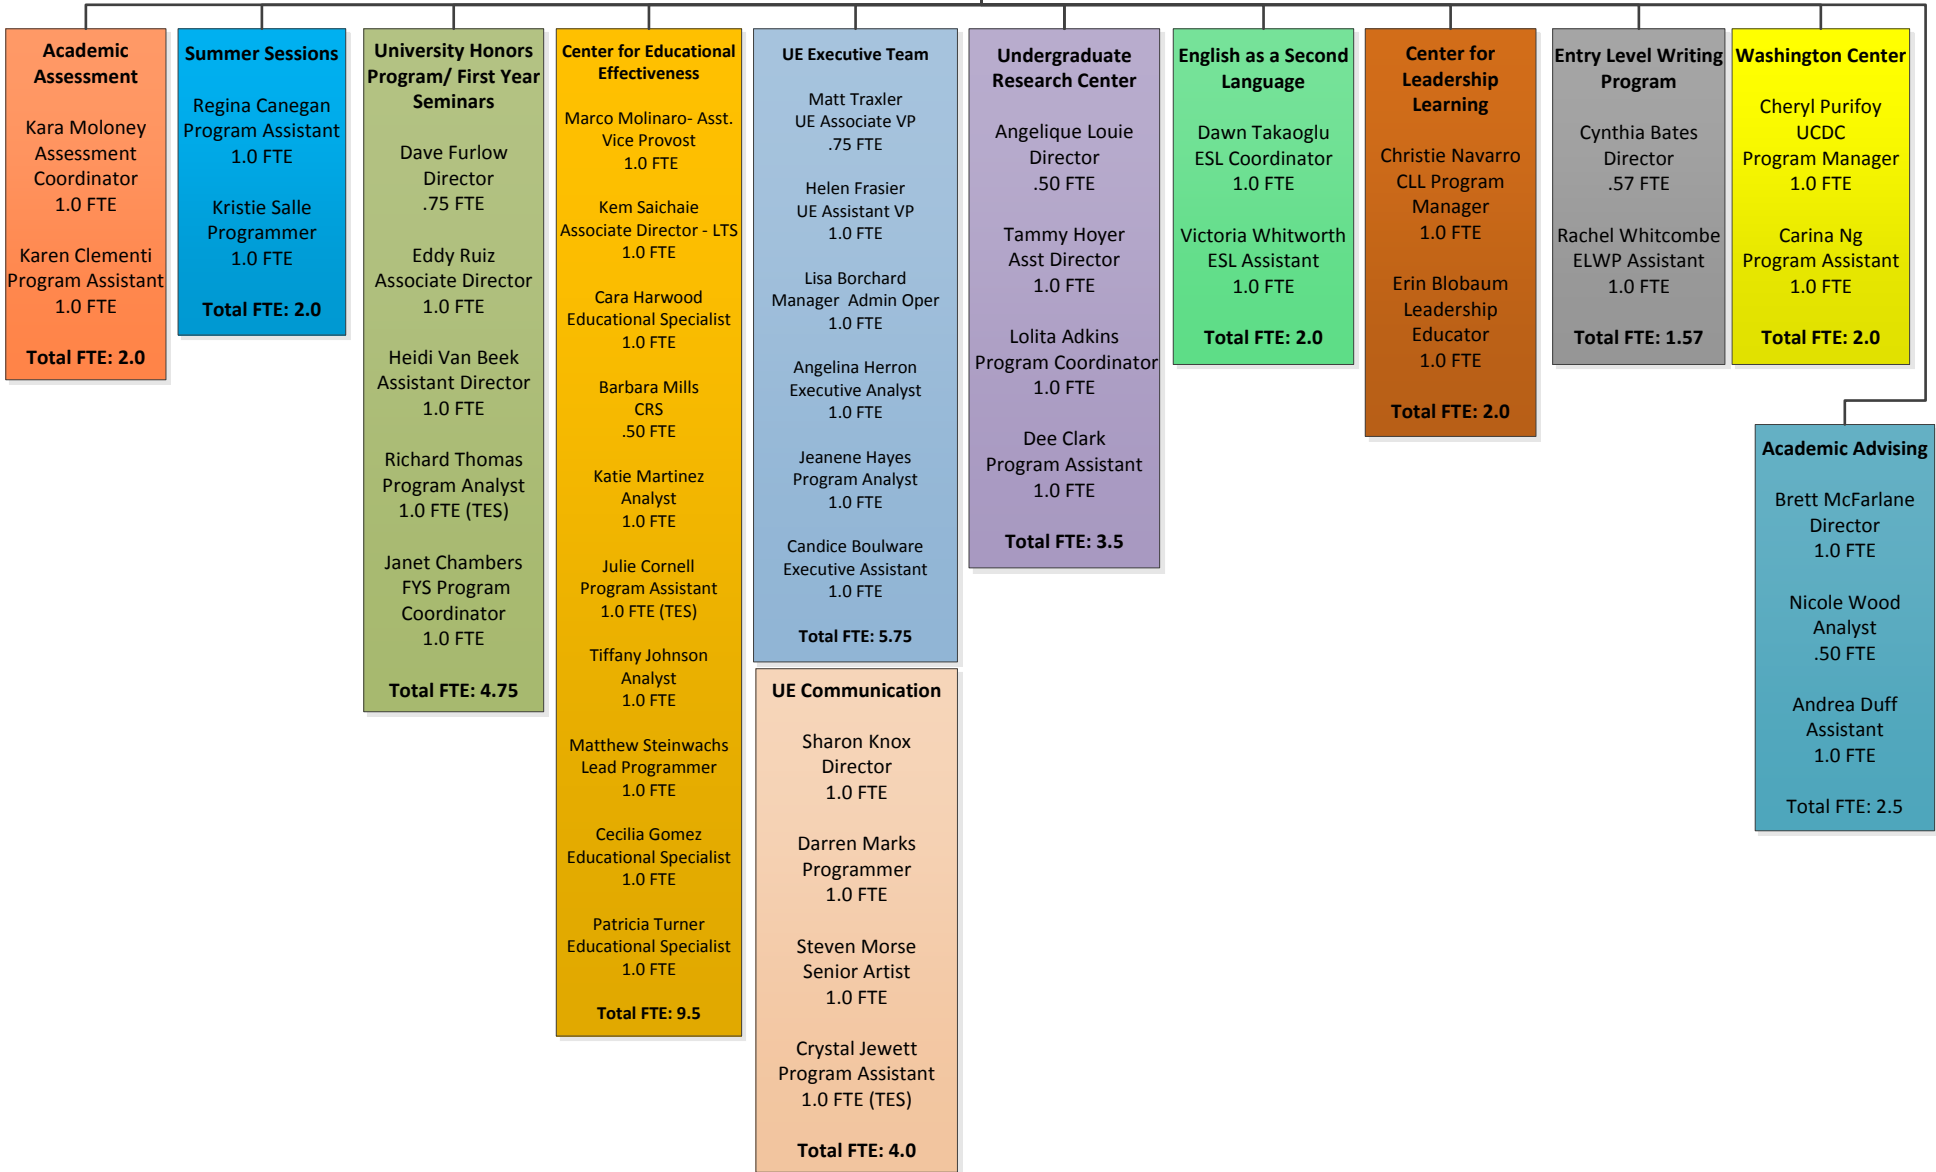 Academic
Assessment
Kara Moloney
Assessment
Coordinator
1.0 FTE
Karen Clementi
Program Assistant
1.0 FTE
Total FTE: 2.0
Summer Sessions
Regina Canegan
Program Assistant
1.0 FTE
Kristie Salle
Programmer
1.0 FTE
Total FTE: 2.0
University Honors
Program/ First Year
Seminars
Dave Furlow
Director
.75 FTE
Eddy Ruiz
Associate Director
1.0 FTE
Heidi Van Beek
Assistant Director
1.0 FTE
Richard Thomas
Program Analyst
1.0 FTE (TES)
Janet Chambers
FYS Program
Coordinator
1.0 FTE
Total FTE: 4.75
Center for Educational
Effectiveness
Marco Molinaro- Asst.
Vice Provost
1.0 FTE
Kem Saichaie
Associate Director - LTS
1.0 FTE
Cara Harwood
Educational Specialist
1.0 FTE
Barbara Mills
CRS
.50 FTE
Katie Martinez
Analyst
1.0 FTE
Julie Cornell
Program Assistant
1.0 FTE (TES)
Tiffany Johnson
Analyst
1.0 FTE
Matthew Steinwachs
Lead Programmer
1.0 FTE
Cecilia Gomez
Educational Specialist
1.0 FTE
Patricia Turner
Educational Specialist
1.0 FTE
Total FTE: 9.5
UE Executive Team
Matt Traxler
UE Associate VP
.75 FTE
Helen Frasier
UE Assistant VP
1.0 FTE
Lisa Borchard
Manager Admin Oper
1.0 FTE
Angelina Herron
Executive Analyst
1.0 FTE
Jeanene Hayes
Program Analyst
1.0 FTE
Candice Boulware
Executive Assistant
1.0 FTE
Total FTE: 5.75
UE Communication
Sharon Knox
Director
1.0 FTE
Darren Marks
Programmer
1.0 FTE
Steven Morse
Senior Artist
1.0 FTE
Crystal Jewett
Program Assistant
1.0 FTE (TES)
Total FTE: 4.0
Undergraduate
Research Center
Angelique Louie
Director
.50 FTE
Tammy Hoyer
Asst Director
1.0 FTE
Lolita Adkins
Program Coordinator
1.0 FTE
Dee Clark
Program Assistant
1.0 FTE
Total FTE: 3.5
English as a Second
Language
Dawn Takaoglu
ESL Coordinator
1.0 FTE
Victoria Whitworth
ESL Assistant
1.0 FTE
Total FTE: 2.0
Center for
Leadership
Learning
Christie Navarro
CLL Program
Manager
1.0 FTE
Erin Blobaum
Leadership
Educator
1.0 FTE
Total FTE: 2.0
Entry Level Writing
Program
Cynthia Bates
Director
.57 FTE
Rachel Whitcombe
ELWP Assistant
1.0 FTE
Total FTE: 1.57
Washington Center
Cheryl Purifoy
UCDC
Program Manager
1.0 FTE
Carina Ng
Program Assistant
1.0 FTE
Total FTE: 2.0
Academic Advising
Brett McFarlane
Director
1.0 FTE
Nicole Wood
Analyst
.50 FTE
Andrea Duff
Assistant
1.0 FTE
Total FTE: 2.5